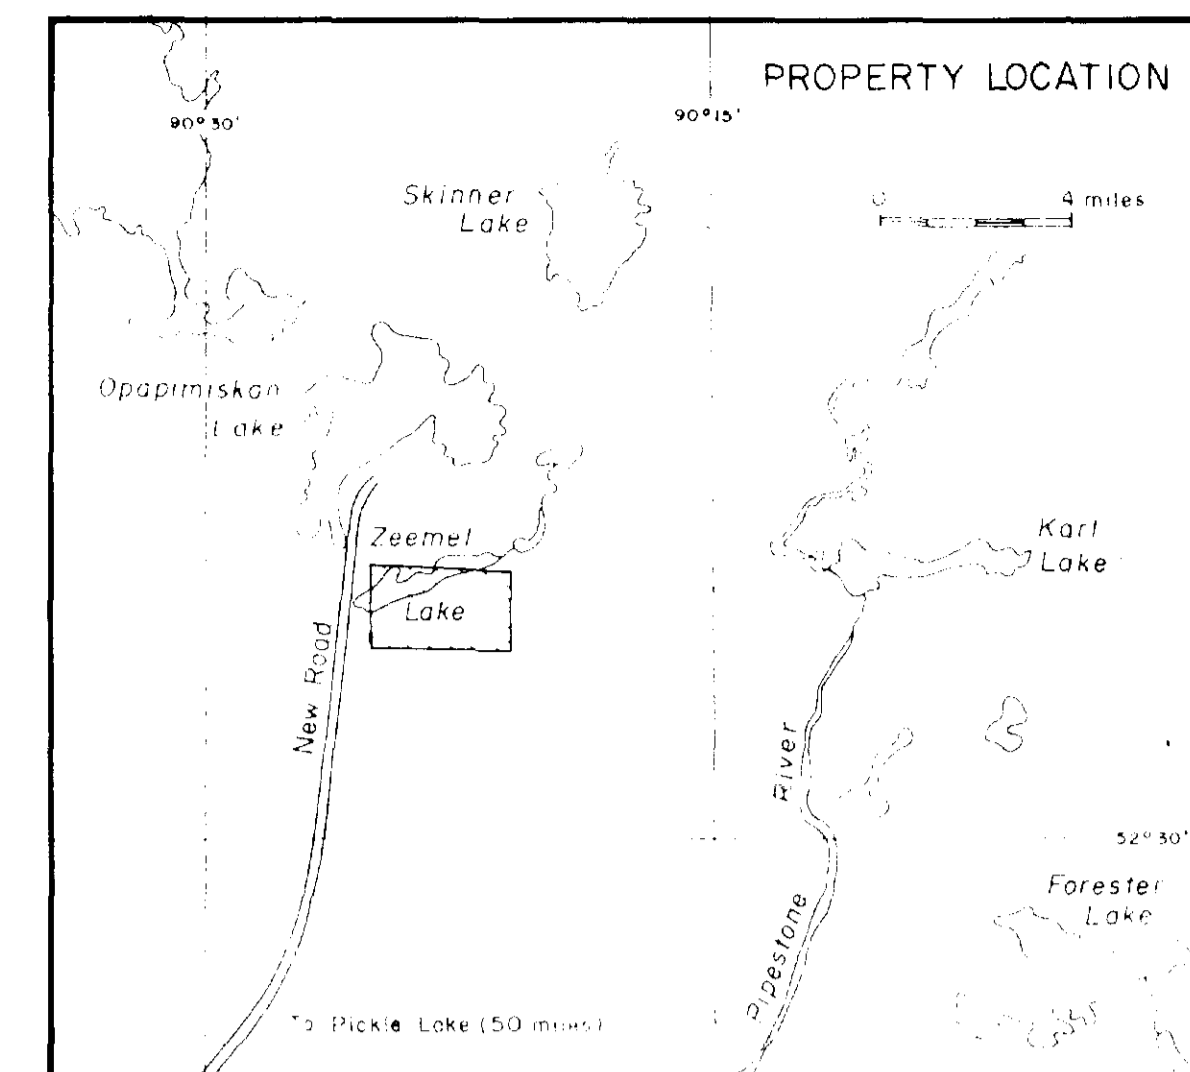 PROPERTY LOCATION
90°30'
90°15'
Skinner
Lake
0 4 miles
Opapimiskan
Lake
Zeemel
Lake
Karl
Lake
New Road
River
Pipestone
52°30'
Forester
Lake
To Pickle Lake (50 miles)